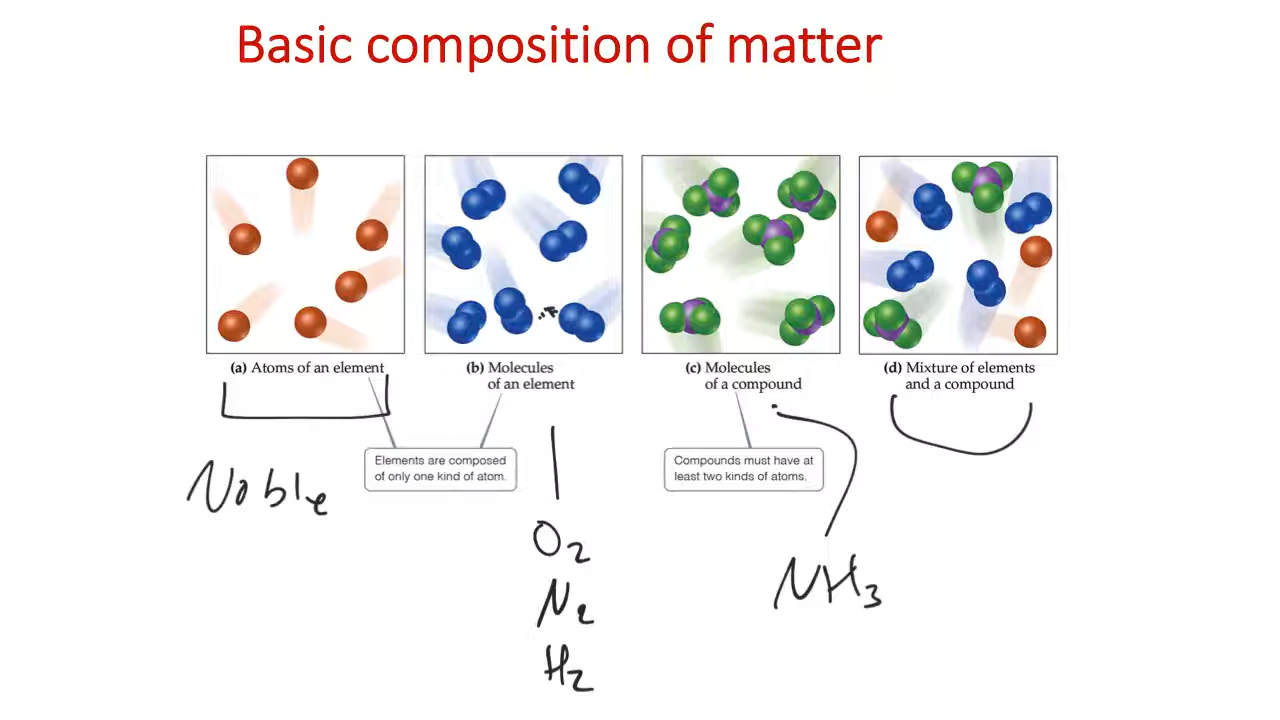 Basic composition of matter
(a) Atoms of an element
(b) Molecules
of an element
(c) Molecules
of a compound
(d) Mixture of elements
and a compound
Elements are composed
of only one kind of atom.
Compounds must have at
least two kinds of atoms.
Noble
O2
N2
H2
NH3